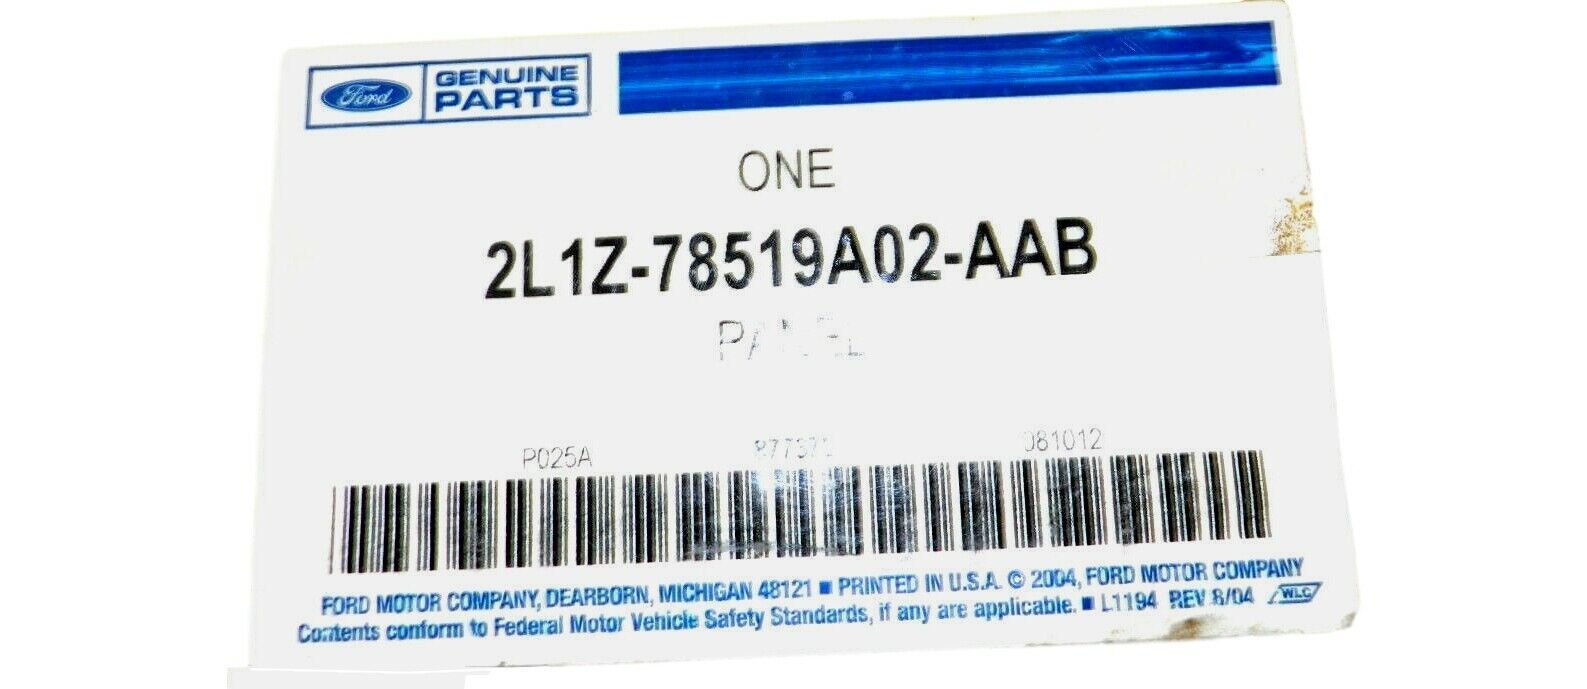 Ford GENUINE
PARTS
ONE
2L1Z-78519A02-AAB
PANEL
P025A 081012
FORD MOTOR COMPANY, DEARBORN, MICHIGAN 48121 ■ PRINTED IN U.S.A. © 2004, FORD MOTOR COMPANY
Contents conform to Federal Motor Vehicle Safety Standards, if any are applicable. ■ L1194 REV 8/04 WLC